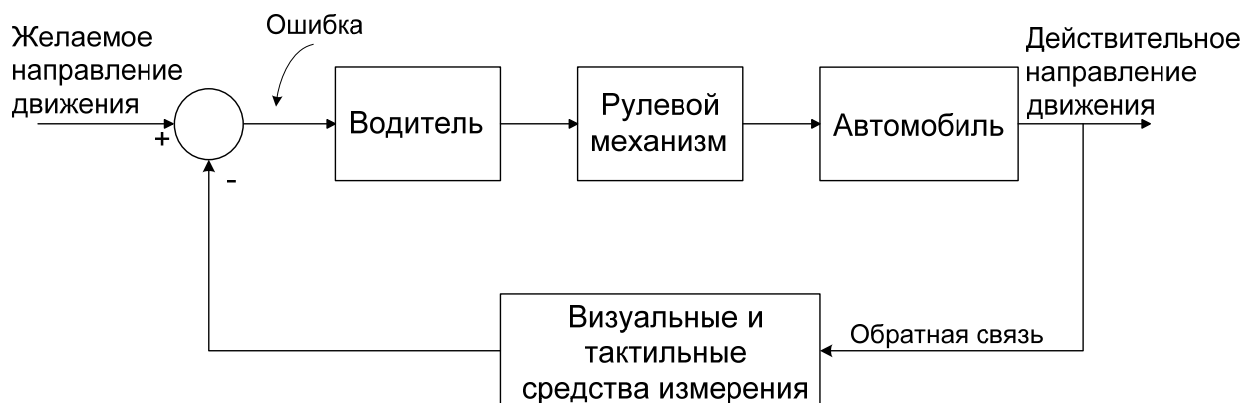 Желаемое
направление
движения
Ошибка
+
-
Водитель
Рулевой
механизм
Автомобиль
Действительное
направление
движения
Визуальные и
тактильные
средства измерения
Обратная связь